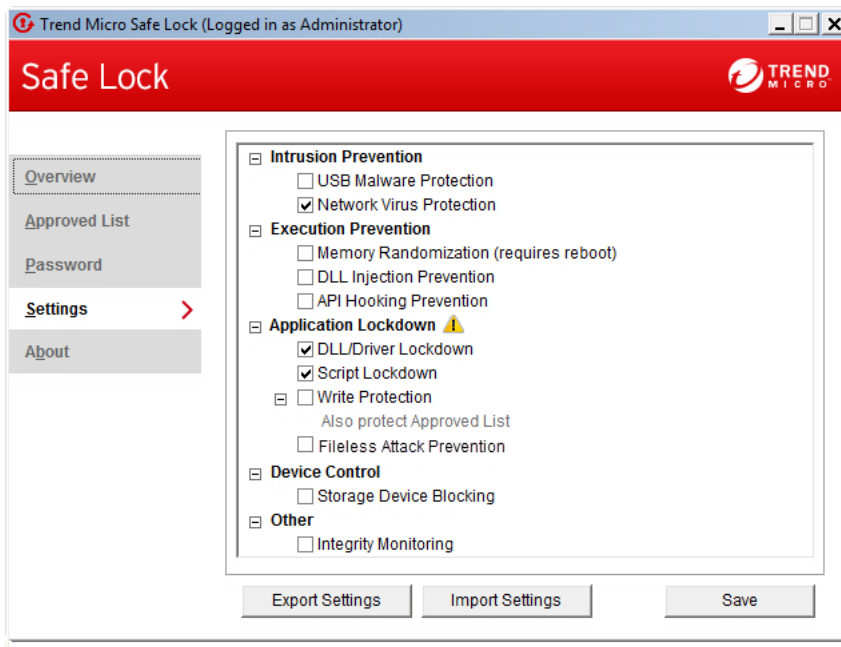 Trend Micro Safe Lock (Logged in as Administrator)
Safe Lock
TREND
MICRO
Overview
Approved List
Password
Settings
About
Intrusion Prevention
USB Malware Protection
Network Virus Protection
Execution Prevention
Memory Randomization (requires reboot)
DLL Injection Prevention
API Hooking Prevention
Application Lockdown
DLL/Driver Lockdown
Script Lockdown
Write Protection
Also protect Approved List
Fileless Attack Prevention
Device Control
Storage Device Blocking
Other
Integrity Monitoring
Export Settings
Import Settings
Save